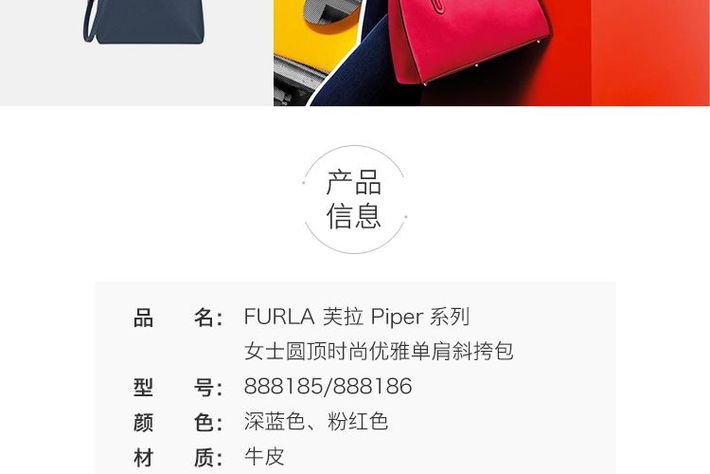 产品
信息
品 名: FURLA 芙拉 Piper 系列
女士圆顶时尚优雅单肩斜挎包
型 号: 888185/888186
颜 色: 深蓝色、粉红色
材 质: 牛皮